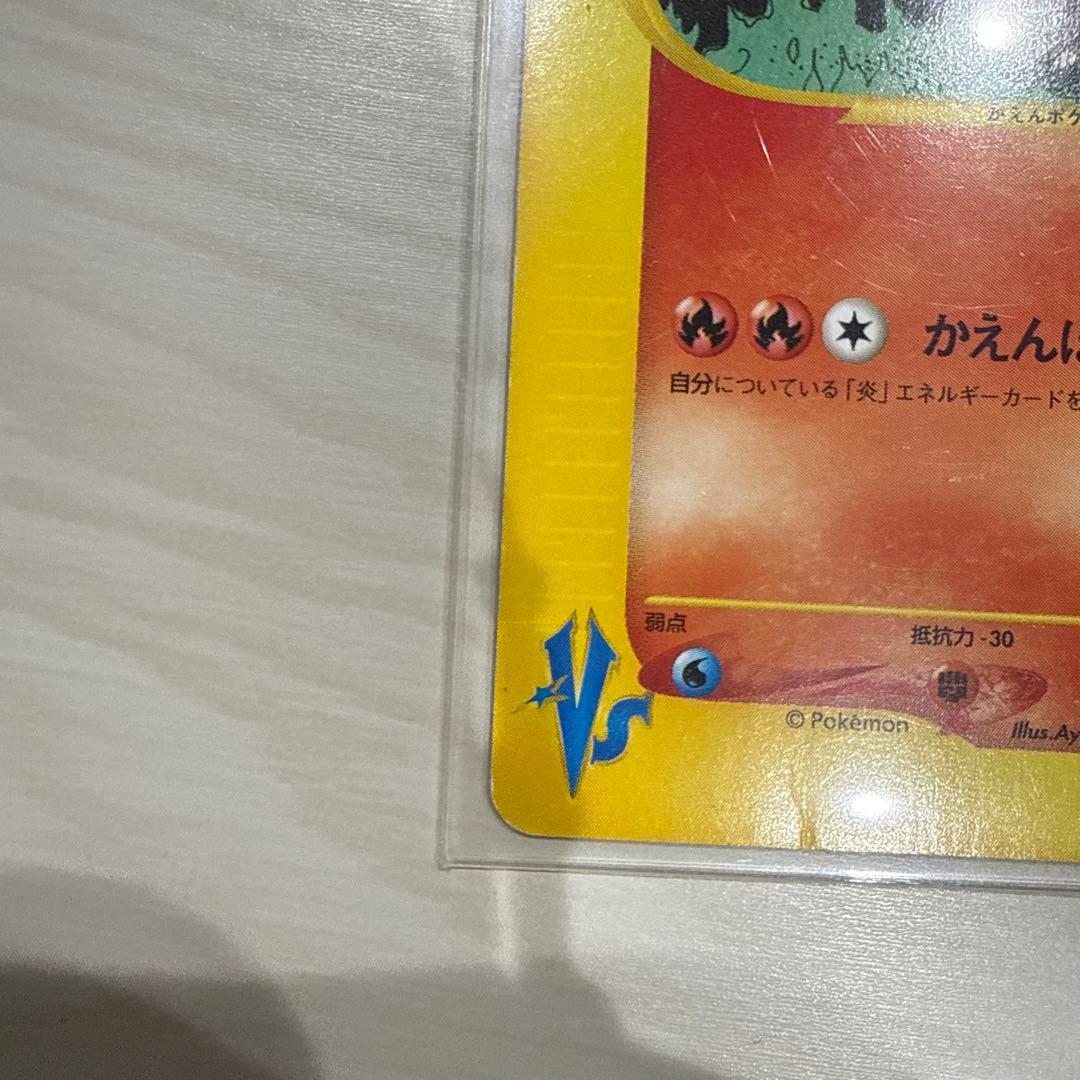 かえんポケ
かえん
自分についている「炎」エネルギーカードを
弱点
抵抗力 -30
VS
© Pokémon
Illus.Ay